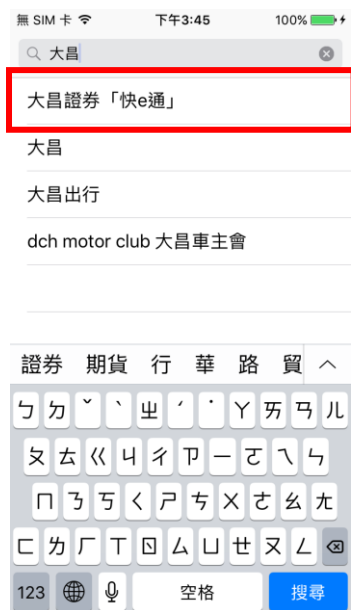 無 SIM 卡 下午3:45 100%
大昌
大昌證券「快e通」
大昌
大昌出行
dch motor club 大昌車主會
證券 期貨 行 華 路 貿
ㄅ ㄉ ˇ ˋ ㄓ ˊ ˙ ㄚ ㄞ ㄢ ㄦ
ㄆ ㄊ ㄍ ㄐ ㄔ ㄗ ㄧ ㄛ ㄟ ㄣ
ㄇ ㄋ ㄎ ㄑ ㄕ ㄘ ㄨ ㄜ ㄠ ㄤ
ㄈ ㄌ ㄏ ㄒ ㄖ ㄙ ㄩ ㄝ ㄡ ㄥ
123 空格 搜尋